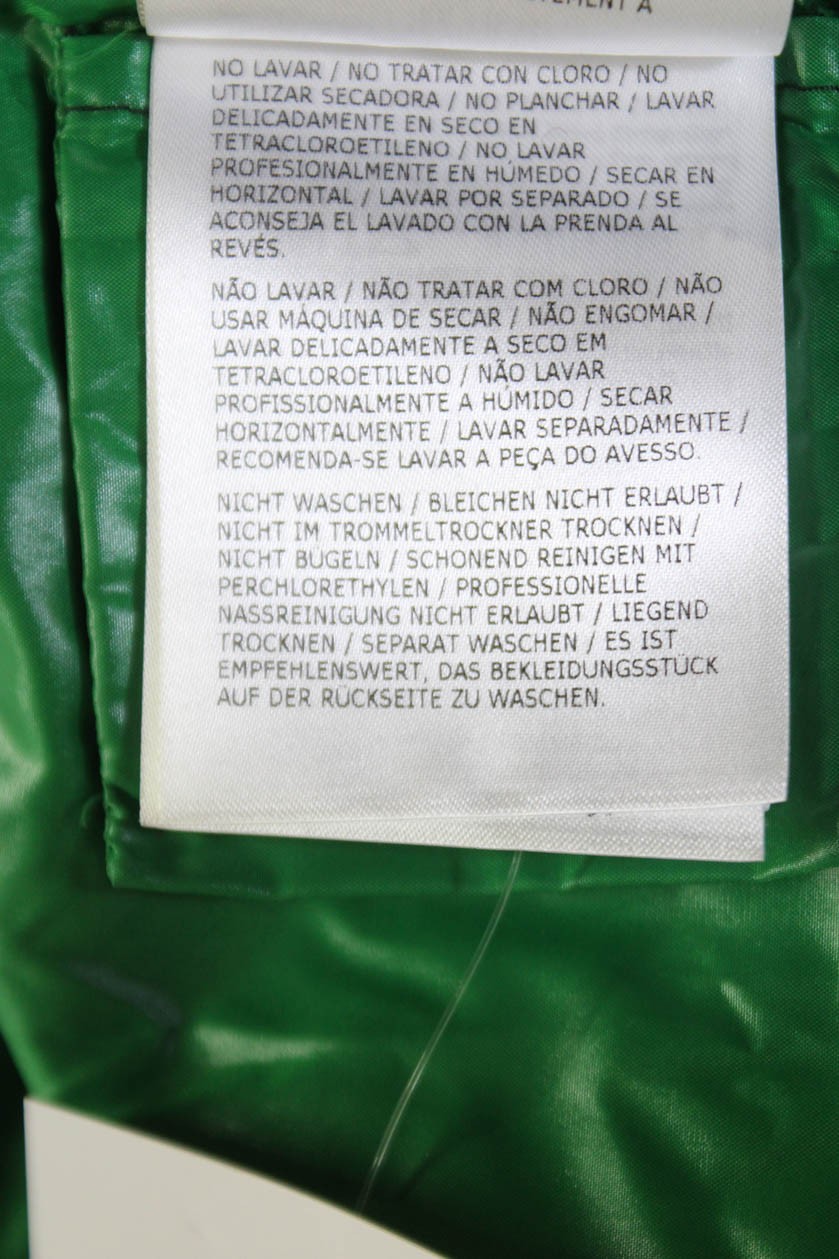 NO LAVAR / NO TRATAR CON CLORO / NO
UTILIZAR SECADORA / NO PLANCHAR / LAVAR
DELICADAMENTE EN SECO EN
TETRACLOROETILENO / NO LAVAR
PROFESIONALMENTE EN HÚMEDO / SECAR EN
HORIZONTAL / LAVAR POR SEPARADO / SE
ACONSEJA EL LAVADO CON LA PRENDA AL
REVÉS.
NÃO LAVAR / NÃO TRATAR COM CLORO / NÃO
USAR MÁQUINA DE SECAR / NÃO ENGOMAR /
LAVAR DELICADAMENTE A SECO EM
TETRACLOROETILENO / NÃO LAVAR
PROFISSIONALMENTE A HÚMIDO / SECAR
HORIZONTALMENTE / LAVAR SEPARADAMENTE /
RECOMENDA-SE LAVAR A PEÇA DO AVESSO.
NICHT WASCHEN / BLEICHEN NICHT ERLAUBT /
NICHT IM TROMMELTROCKNER TROCKNEN /
NICHT BÜGELN / SCHONEND REINIGEN MIT
PERCHLORETHYLEN / PROFESSIONELLE
NASSREINIGUNG NICHT ERLAUBT / LIEGEND
TROCKNEN / SEPARAT WASCHEN / ES IST
EMPFEHLENSWERT, DAS BEKLEIDUNGSSTÜCK
AUF DER RÜCKSEITE ZU WASCHEN.